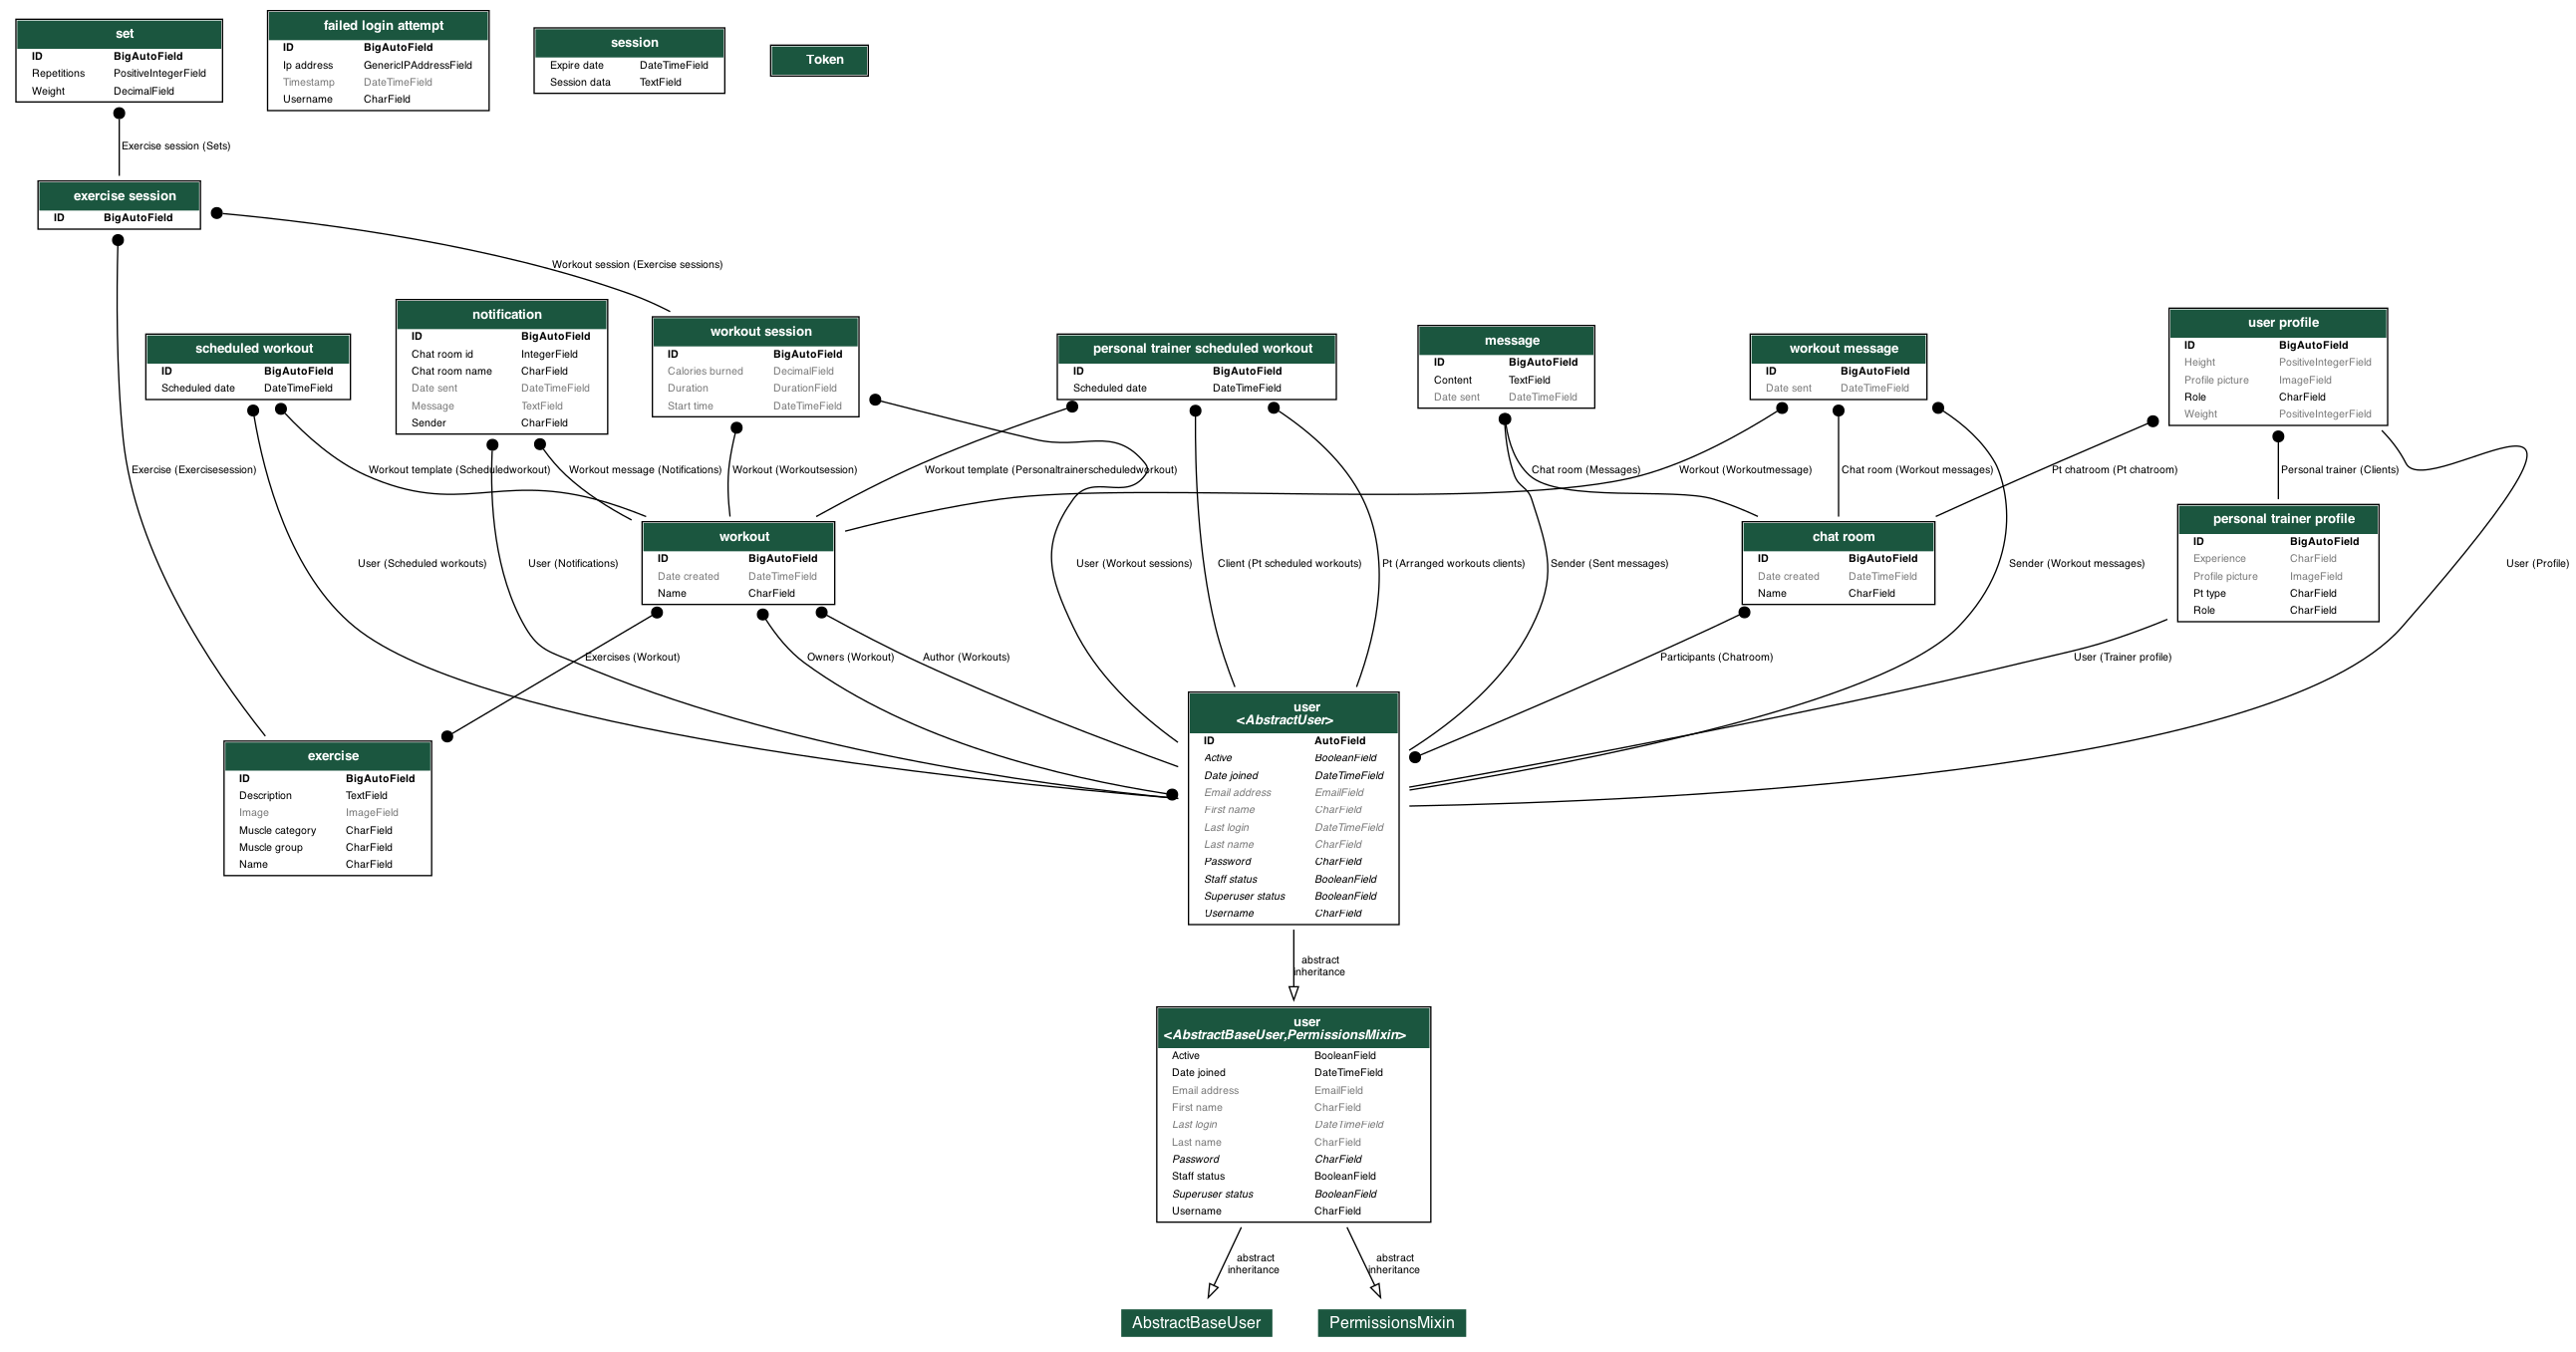 set
ID BigAutoField
Repetitions PositiveIntegerField
Weight DecimalField
failed login attempt
ID BigAutoField
Ip address GenericIPAddressField
Timestamp DateTimeField
Username CharField
session
Expire date DateTimeField
Session data TextField
Token
Exercise session (Sets)
exercise session
ID BigAutoField
Workout session (Exercise sessions)
scheduled workout
ID BigAutoField
Scheduled date DateTimeField
notification
ID BigAutoField
Chat room id IntegerField
Chat room name CharField
Date sent DateTimeField
Message TextField
Sender CharField
workout session
ID BigAutoField
Calories burned DecimalField
Duration DurationField
Start time DateTimeField
personal trainer scheduled workout
ID BigAutoField
Scheduled date DateTimeField
message
ID BigAutoField
Content TextField
Date sent DateTimeField
workout message
ID BigAutoField
Date sent DateTimeField
user profile
ID BigAutoField
Height PositiveIntegerField
Profile picture ImageField
Role CharField
Weight PositiveIntegerField
Exercise (Exercisesession)
Workout template (Scheduledworkout)
Workout message (Notifications)
Workout (Workoutsession)
Workout template (Personaltrainerscheduledworkout)
Chat room (Messages)
Workout (Workoutmessage)
Chat room (Workout messages)
Pt chatroom (Pt chatroom)
Personal trainer (Clients)
workout
ID BigAutoField
Date created DateTimeField
Name CharField
chat room
ID BigAutoField
Date created DateTimeField
Name CharField
personal trainer profile
ID BigAutoField
Experience CharField
Profile picture ImageField
Pt type CharField
Role CharField
User (Scheduled workouts)
User (Notifications)
User (Workout sessions)
Client (Pt scheduled workouts)
Pt (Arranged workouts clients)
Sender (Sent messages)
Sender (Workout messages)
User (Profile)
Exercises (Workout)
Owners (Workout)
Author (Workouts)
Participants (Chatroom)
User (Trainer profile)
exercise
ID BigAutoField
Description TextField
Image ImageField
Muscle category CharField
Muscle group CharField
Name CharField
user
<AbstractUser>
ID AutoField
Active BooleanField
Date joined DateTimeField
Email address EmailField
First name CharField
Last login DateTimeField
Last name CharField
Password CharField
Staff status BooleanField
Superuser status BooleanField
Username CharField
abstract
inheritance
user
<AbstractBaseUser,PermissionsMixin>
Active BooleanField
Date joined DateTimeField
Email address EmailField
First name CharField
Last login DateTimeField
Last name CharField
Password CharField
Staff status BooleanField
Superuser status BooleanField
Username CharField
abstract
inheritance
abstract
inheritance
AbstractBaseUser
PermissionsMixin